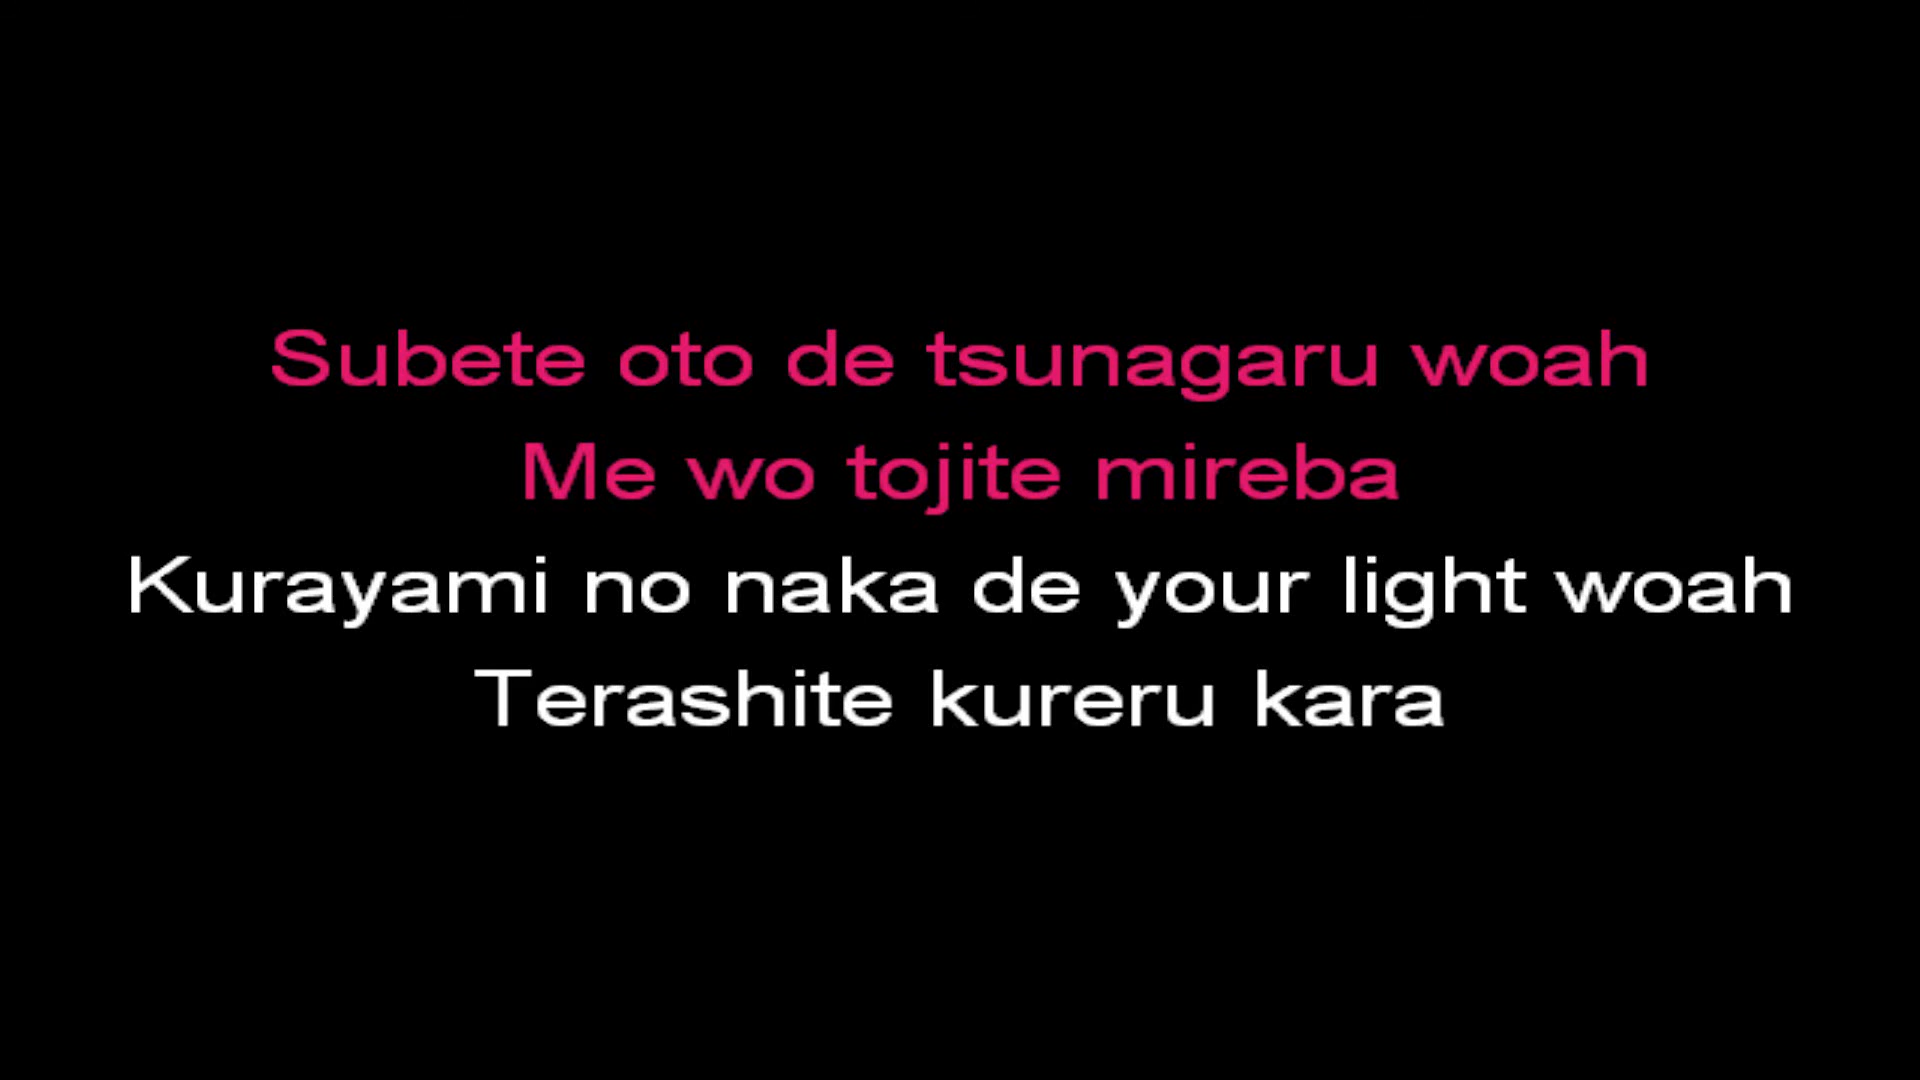 Subete oto de tsunagaru woah
Me wo tojite mireba
Kurayami no naka de your light woah
Terashite kureru kara